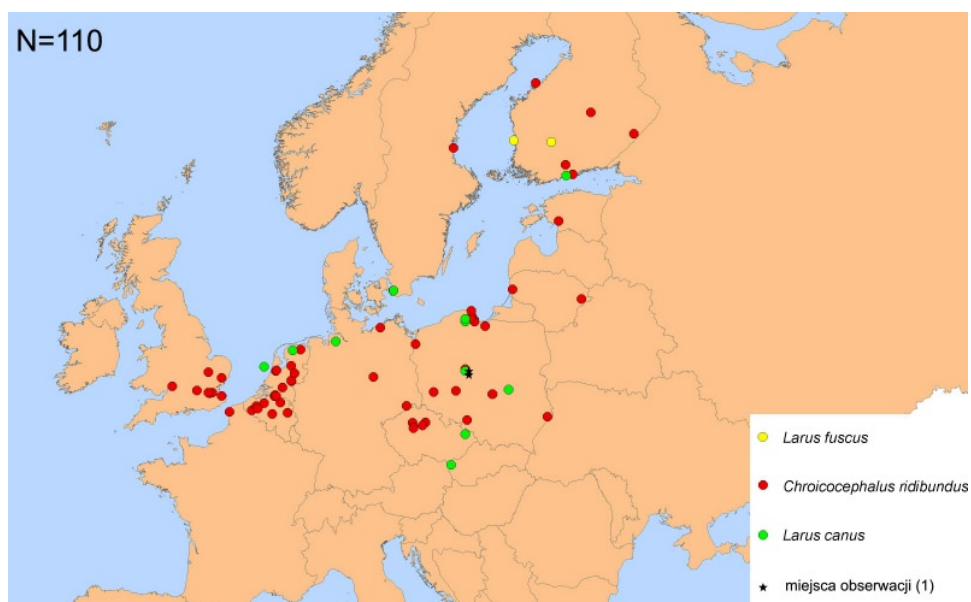 N=110
Larus fuscus
Chroicocephalus ridibundus
Larus canus
miejsca obserwacji (1)